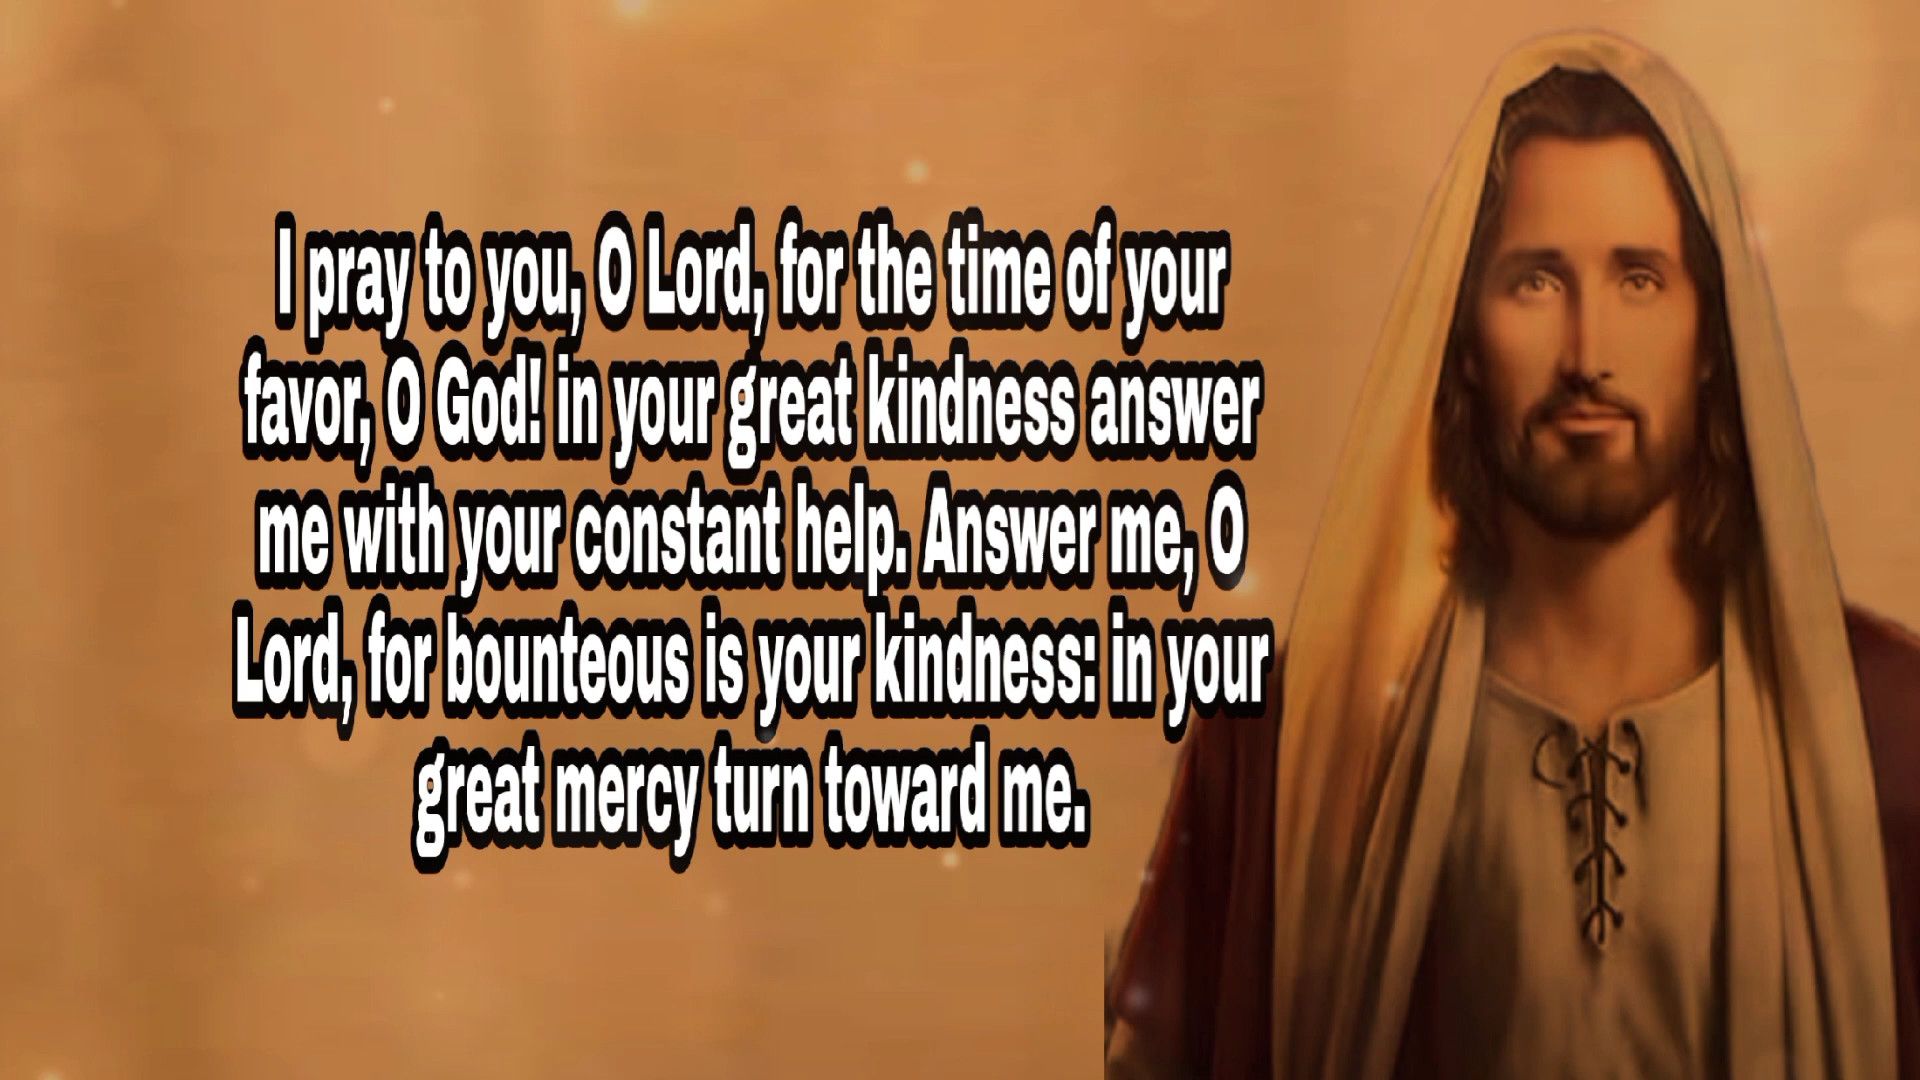 I pray to you, O Lord, for the time of your
favor, O God! in your great kindness answer
me with your constant help. Answer me, O
Lord, for bounteous is your kindness: in your
great mercy turn toward me.